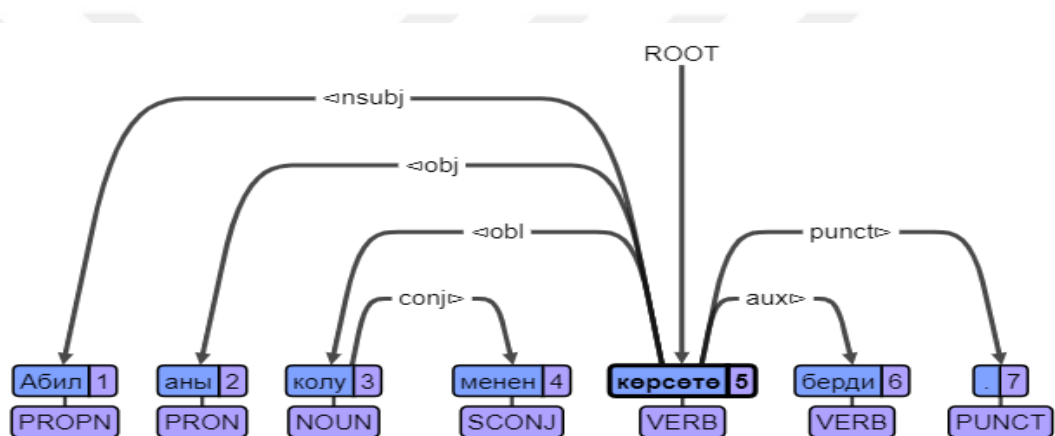 ROOT
⊲nsubj
⊲obj
⊲obl punct⊳
conj⊳ aux⊳
Абил 1 аны 2 колу 3 менен 4 көрсөтө 5 берди 6 . 7
PROPN PRON NOUN SCONJ VERB VERB PUNCT